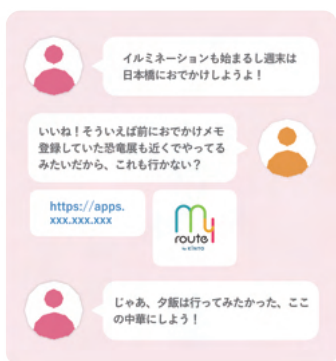 イルミネーションも始まるし週末は
日本橋におでかけしようよ！
いいね！そういえば前におでかけメモ
登録していた恐竜展も近くでやってる
みたいだから、これも行かない？
https://apps.
xxx.xxx.xxx
my
route
by KINTO
じゃあ、夕飯は行ってみたかった、ここ
の中華にしよう！